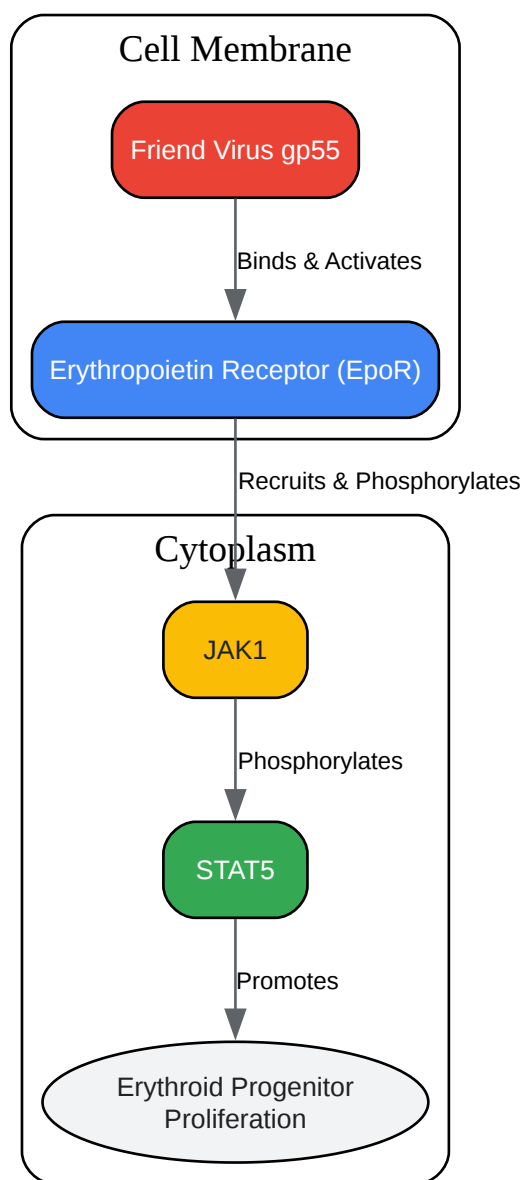 Cell Membrane
Friend Virus gp55
Binds & Activates
Erythropoietin Receptor (EpoR)
Recruits & Phosphorylates
Cytoplasm
JAK1
Phosphorylates
STAT5
Promotes
Erythroid Progenitor
Proliferation